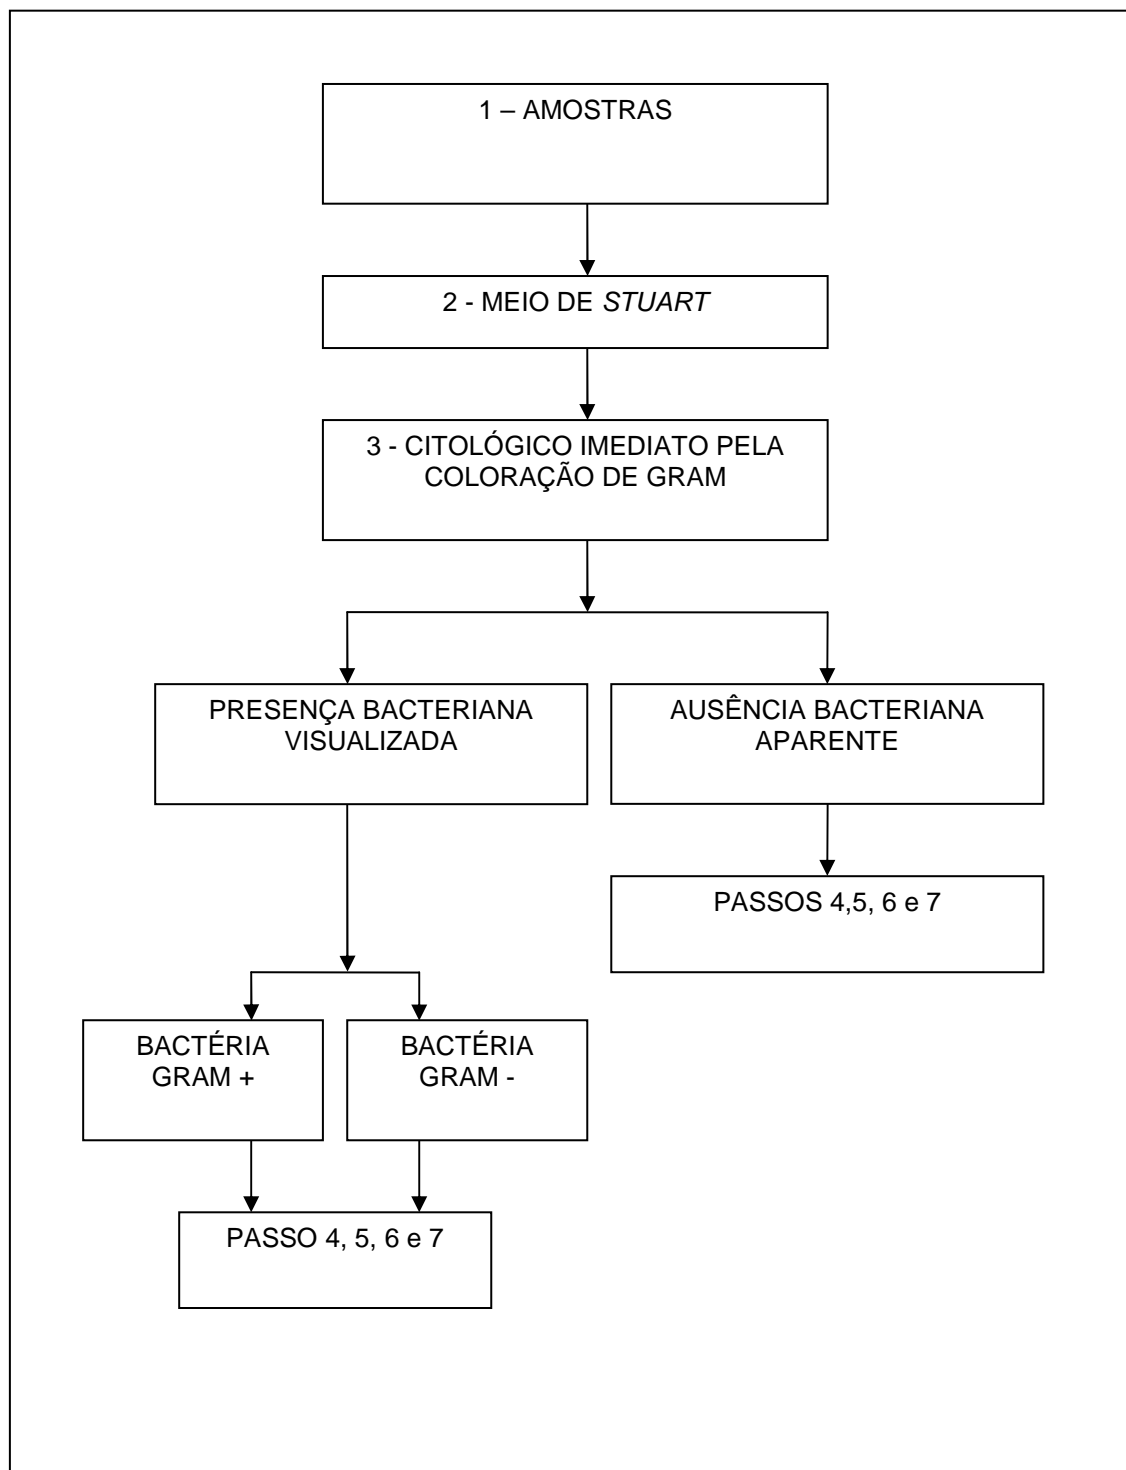 1 – AMOSTRAS
2 - MEIO DE STUART
3 - CITOLÓGICO IMEDIATO PELA
COLORAÇÃO DE GRAM
PRESENÇA BACTERIANA
VISUALIZADA
AUSÊNCIA BACTERIANA
APARENTE
PASSOS 4,5, 6 e 7
BACTÉRIA
GRAM +
BACTÉRIA
GRAM -
PASSO 4, 5, 6 e 7